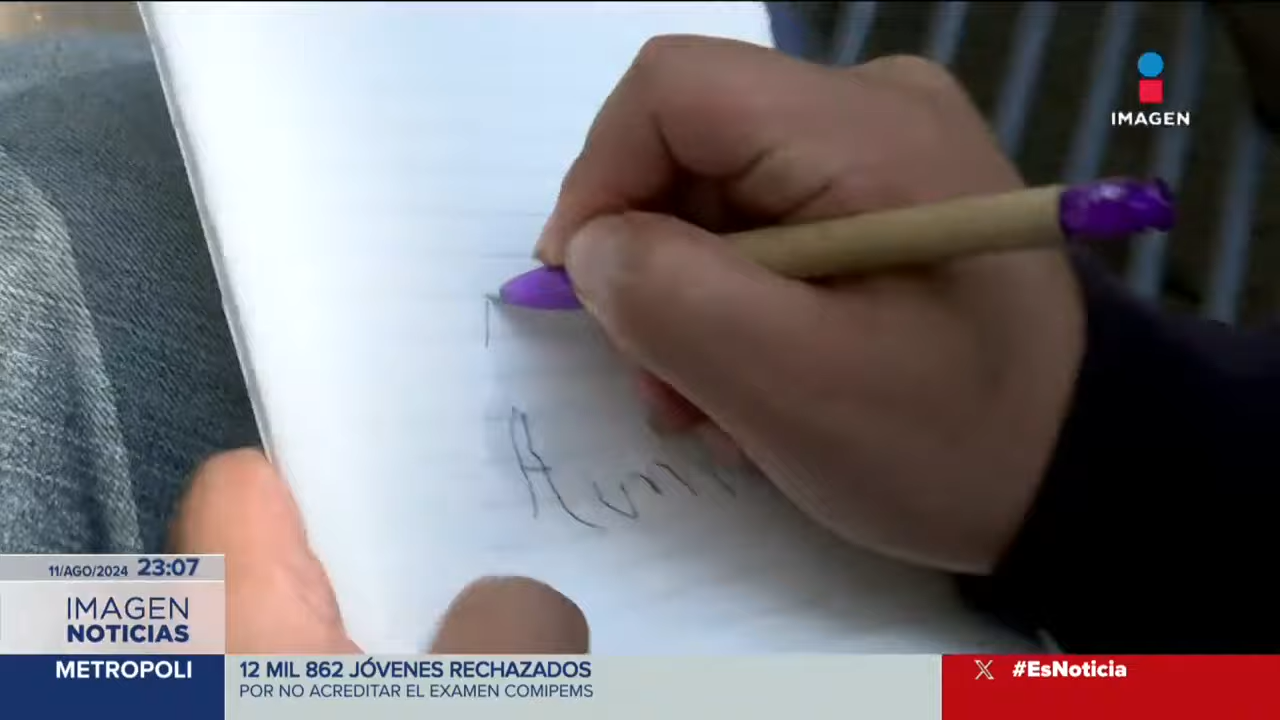 IMAGEN
11/AGO/2024 23:07
IMAGEN
NOTICIAS
METROPOLI
12 MIL 862 JÓVENES RECHAZADOS
POR NO ACREDITAR EL EXAMEN COMIPEMS
X #EsNoticia